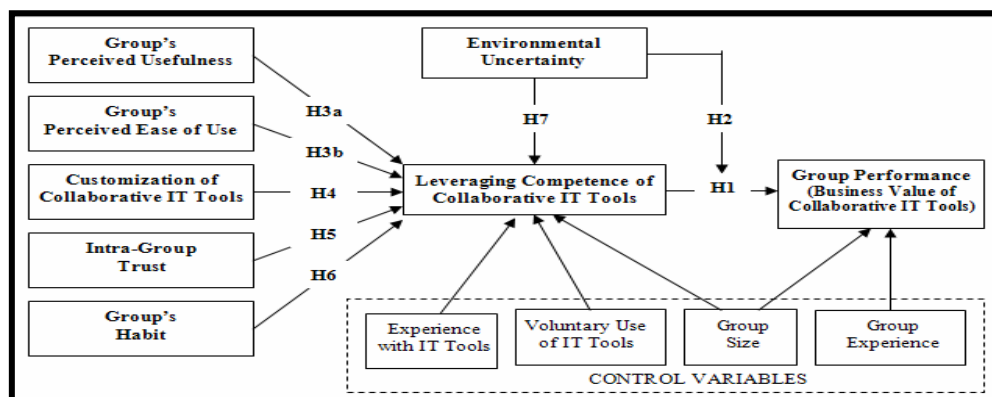 Group's
Perceived Usefulness
Environmental
Uncertainty
H3a
Group's
Perceived Ease of Use
H7
H2
H3b
Customization of
Collaborative IT Tools
H4
Leveraging Competence of
Collaborative IT Tools
H1
Group Performance
(Business Value of
Collaborative IT Tools)
Intra-Group
Trust
H5
H6
Group's
Habit
Experience
with IT Tools
Voluntary Use
of IT Tools
Group
Size
Group
Experience
CONTROL VARIABLES